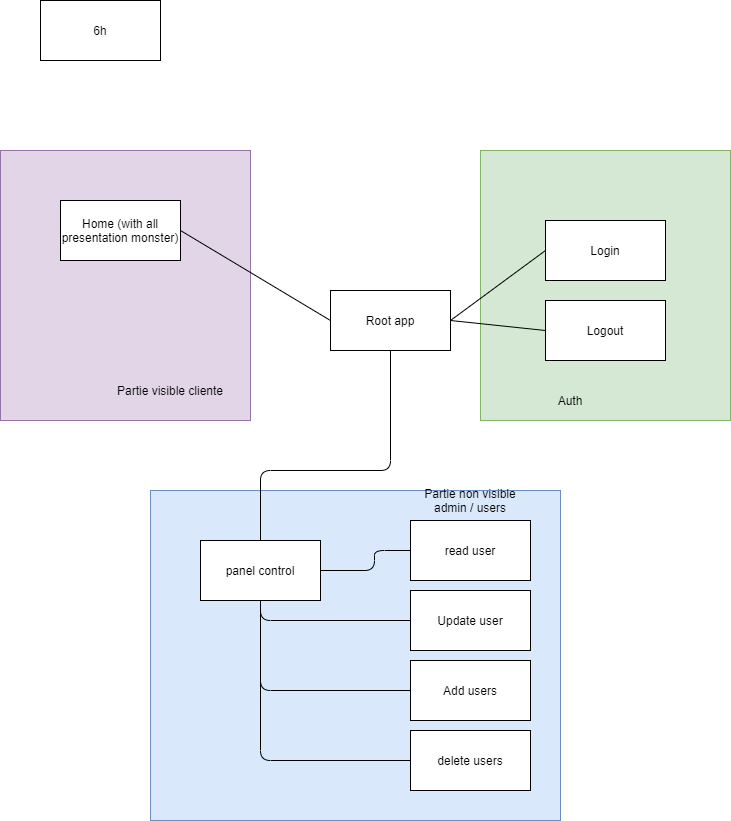 6h
Home (with all
presentation monster)
Partie visible cliente
Root app
Login
Logout
Auth
Partie non visible
admin / users
panel control
read user
Update user
Add users
delete users